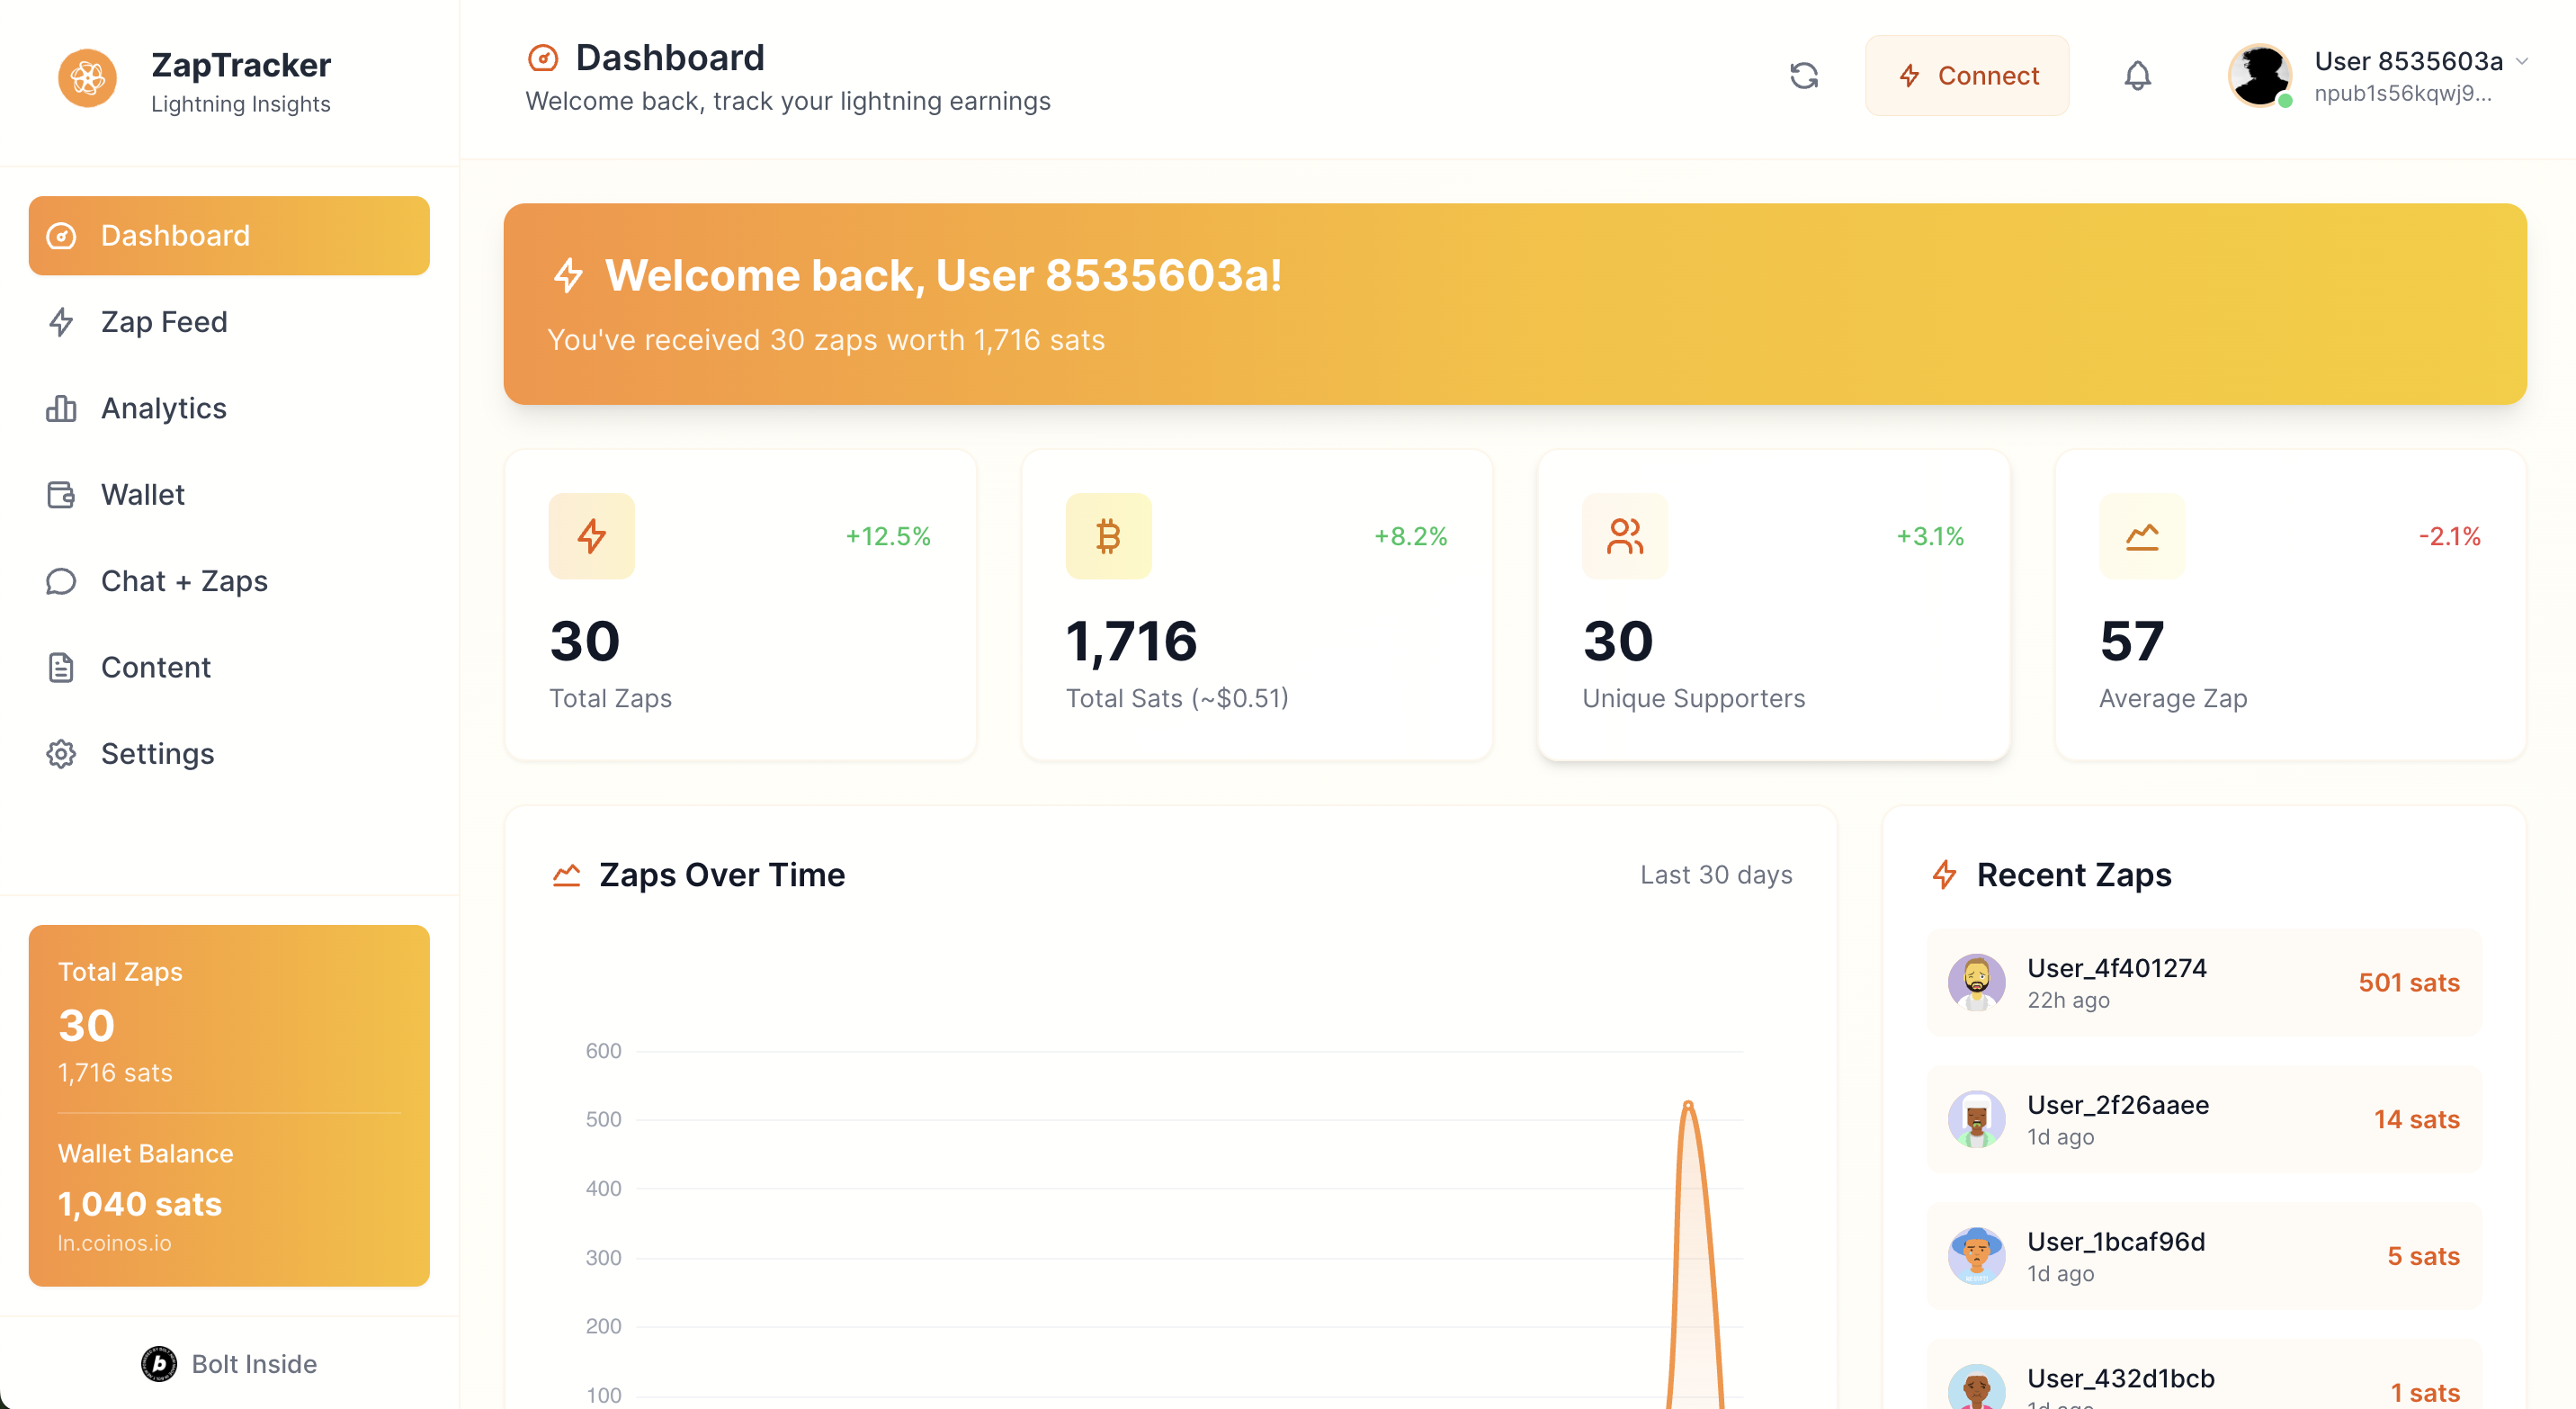 ZapTracker
Lightning Insights
Dashboard
Zap Feed
Analytics
Wallet
Chat + Zaps
Content
Settings
Total Zaps
30
1,716 sats
Wallet Balance
1,040 sats
ln.coinos.io
Bolt Inside
Dashboard
Welcome back, track your lightning earnings
Connect
User 8535603a
npub1s56kqwj9...
Welcome back, User 8535603a!
You've received 30 zaps worth 1,716 sats
+12.5%
30
Total Zaps
+8.2%
1,716
Total Sats (~$0.51)
+3.1%
30
Unique Supporters
-2.1%
57
Average Zap
Zaps Over Time
Last 30 days
600
500
400
300
200
100
Recent Zaps
User_4f401274
22h ago
501 sats
User_2f26aaee
1d ago
14 sats
User_1bcaf96d
1d ago
5 sats
User_432d1bcb
1d ago
1 sats